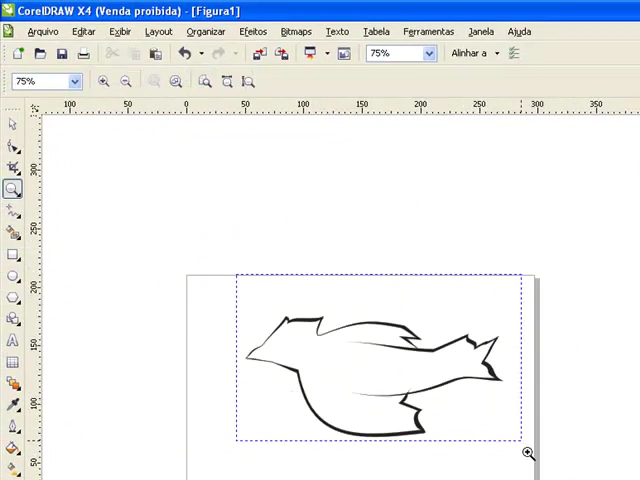 CorelDRAW X4 (Venda proibida) - [Figura1]
Arquivo Editar Exibir Layout Organizar Efeitos Bitmaps Texto Tabela Ferramentas Janela Ajuda
75% Alinhar a
75%
100 50 0 50 100 150 200 250 300 350
300
250
200
150
100
50